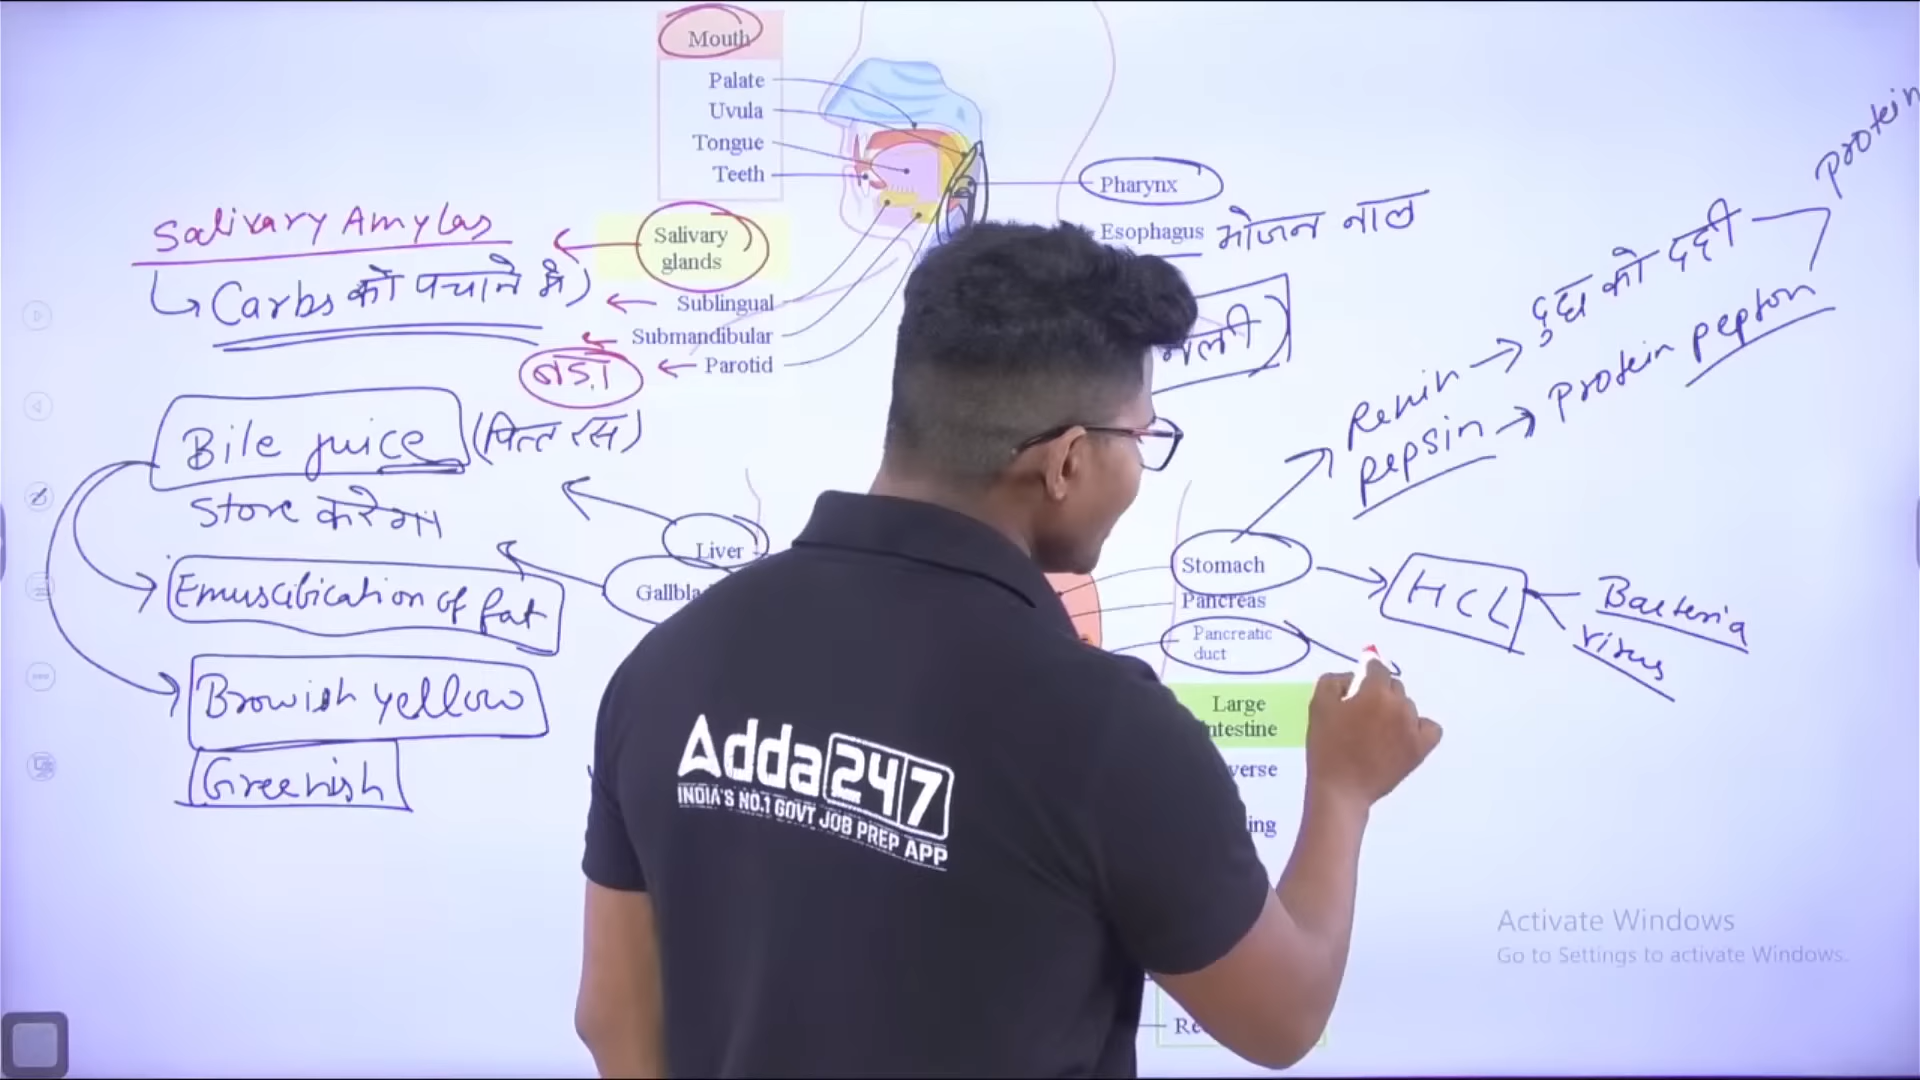 Mouth
Palate
Uvula
Tongue
Teeth
Salivary
glands
Sublingual
Submandibular
Parotid
Salivary Amylas
Carbs को पचाने में)
बड़ा
Bile juice (पित्त रस)
Store करेगा
Emuscibication of fat
Browish yellow
Greenish
Liver
Pharynx
Esophagus भोजन नाल
Renin → दुध को दही
protein
Pepsin → protein pepton
Stomach
HCL
Bacteria
virus
Pancreas
Pancreatic
duct
Large
Adda247
INDIA'S NO.1 GOVT JOB PREP APP
Activate Windows
Go to Settings to activate Windows.